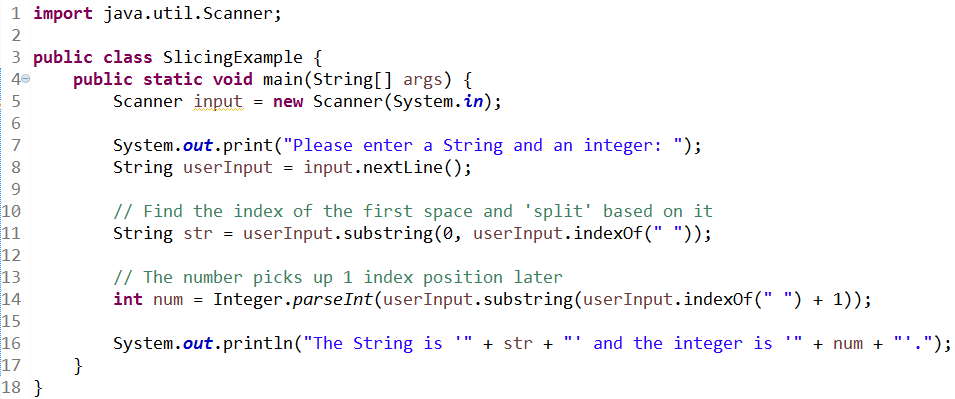 1 import java.util.Scanner;
2
3 public class SlicingExample {
4 public static void main(String[] args) {
5 Scanner input = new Scanner(System.in);
6
7 System.out.print("Please enter a String and an integer: ");
8 String userInput = input.nextLine();
9
10 // Find the index of the first space and 'split' based on it
11 String str = userInput.substring(0, userInput.indexOf(" "));
12
13 // The number picks up 1 index position later
14 int num = Integer.parseInt(userInput.substring(userInput.indexOf(" ") + 1));
15
16 System.out.println("The String is '" + str + "' and the integer is '" + num + "'.");
17 }
18 }